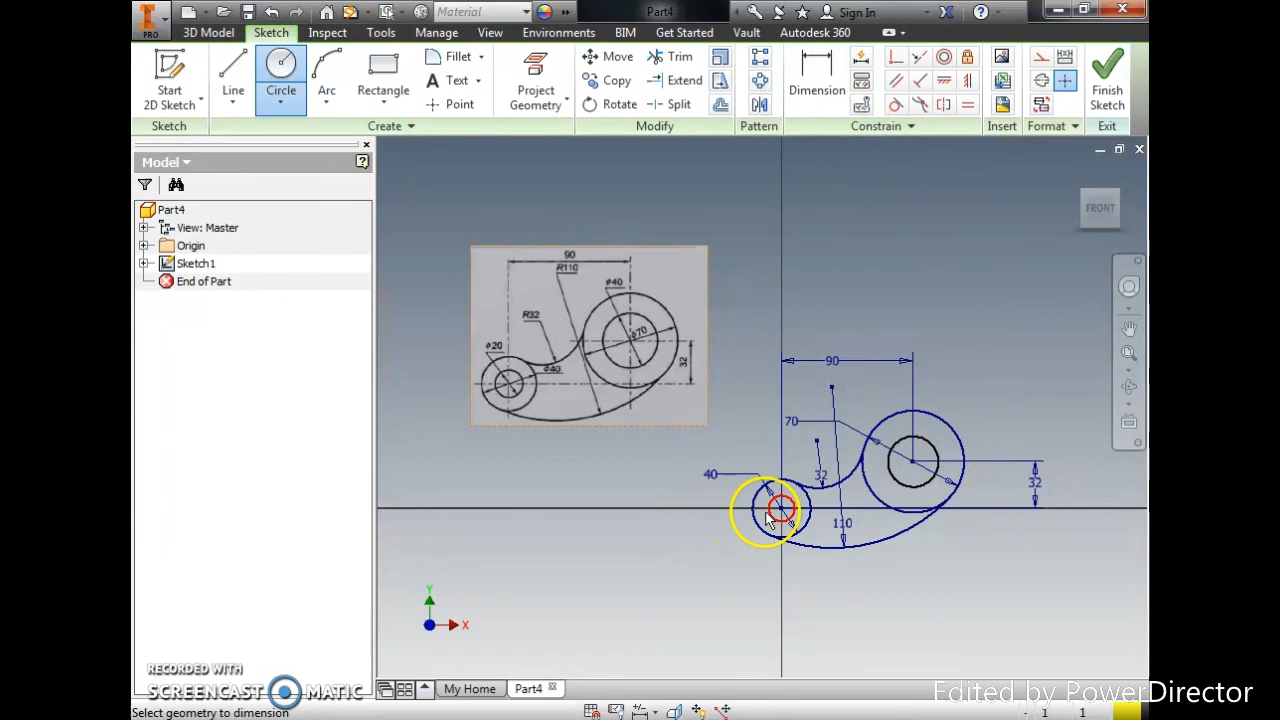 PRO
Material
Part4
Sign In
3D Model Sketch Inspect Tools Manage View Environments BIM Get Started Vault Autodesk 360
Start
2D Sketch
Line
Circle
Arc
Rectangle
Fillet
Text
Point
Project
Geometry
Move
Copy
Rotate
Trim
Extend
Split
Dimension
Finish
Sketch
Sketch Create Modify Pattern Constrain Insert Format Exit
Model
Part4
View: Master
Origin
Sketch1
End of Part
FRONT
90
R110
ø40
R32
ø70
ø20
ø40
32
90
70
40
32
32
110
Y
X
RECORDED WITH
SCREENCAST MATIC
My Home Part4
Edited by PowerDirector
Select geometry to dimension
1 1